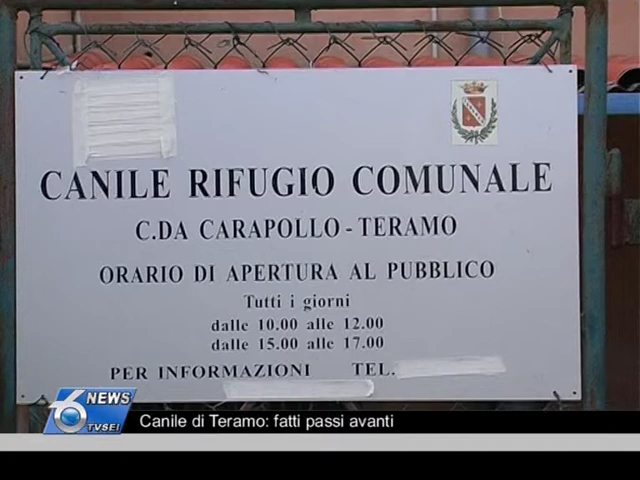 CANILE RIFUGIO COMUNALE
C.DA CARAPOLLO - TERAMO
ORARIO DI APERTURA AL PUBBLICO
Tutti i giorni
dalle 10.00 alle 12.00
dalle 15.00 alle 17.00
PER INFORMAZIONI TEL.
6 NEWS
TVSEI
Canile di Teramo: fatti passi avanti